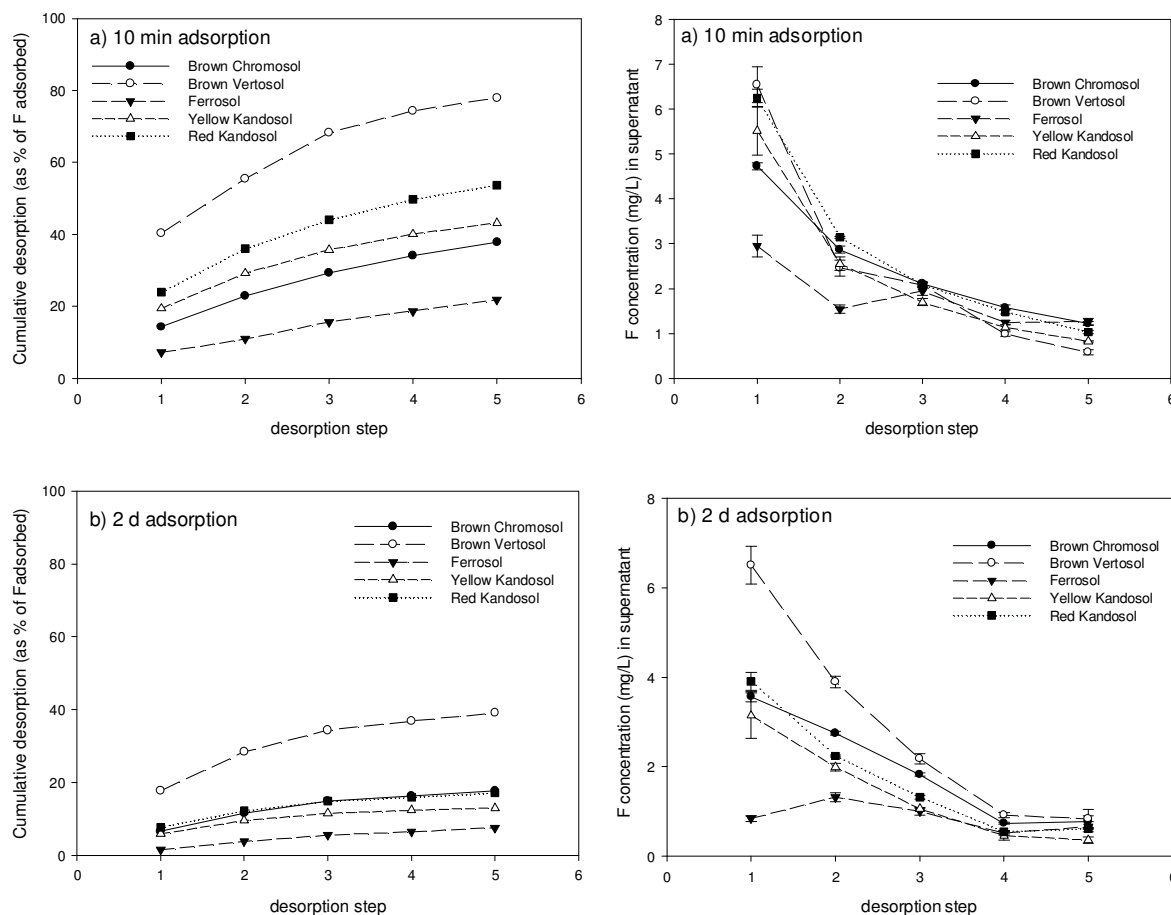 a) 10 min adsorption
Brown Chromosol
Brown Vertosol
Ferrosol
Yellow Kandosol
Red Kandosol
Cumulative desorption (as % of F adsorbed)
100
80
60
40
20
0
0 1 2 3 4 5 6
desorption step
a) 10 min adsorption
Brown Chromosol
Brown Vertosol
Ferrosol
Yellow Kandosol
Red Kandosol
F concentration (mg/L) in supernatant
8
7
6
5
4
3
2
1
0
0 1 2 3 4 5 6
desorption step
b) 2 d adsorption
Brown Chromosol
Brown Vertosol
Ferrosol
Yellow Kandosol
Red Kandosol
Cumulative desorption (as % of Fadsorbed)
100
80
60
40
20
0
0 1 2 3 4 5 6
desorption step
b) 2 d adsorption
Brown Chromosol
Brown Vertosol
Ferrosol
Yellow Kandosol
Red Kandosol
F concentration (mg/L) in supernatant
8
6
4
2
0
0 1 2 3 4 5 6
desorption step